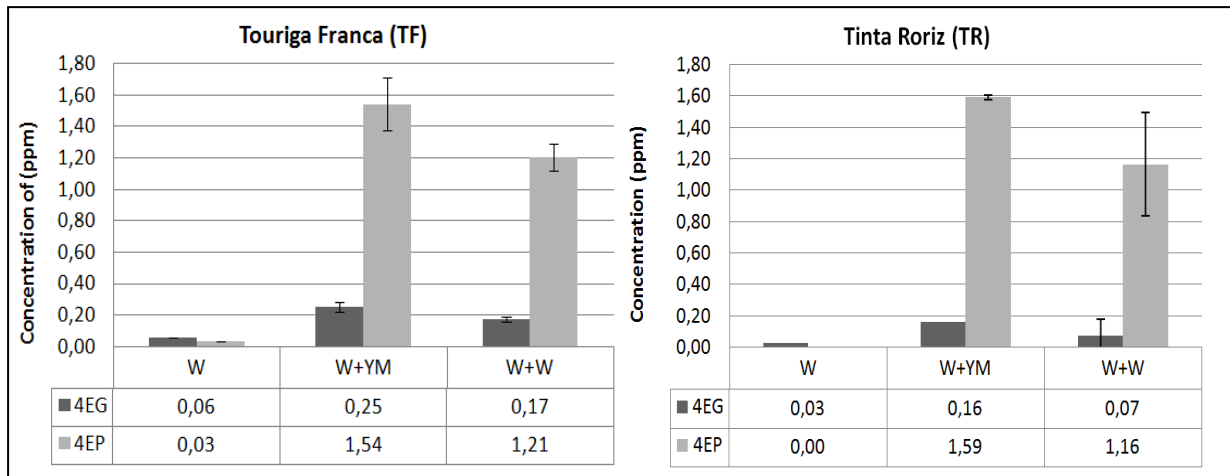 Touriga Franca (TF)
Concentration of (ppm)
1,80
1,60
1,40
1,20
1,00
0,80
0,60
0,40
0,20
0,00
W W+YM W+W
4EG 0,06 0,25 0,17
4EP 0,03 1,54 1,21
Tinta Roriz (TR)
Concentration (ppm)
1,80
1,60
1,40
1,20
1,00
0,80
0,60
0,40
0,20
0,00
W W+YM W+W
4EG 0,03 0,16 0,07
4EP 0,00 1,59 1,16